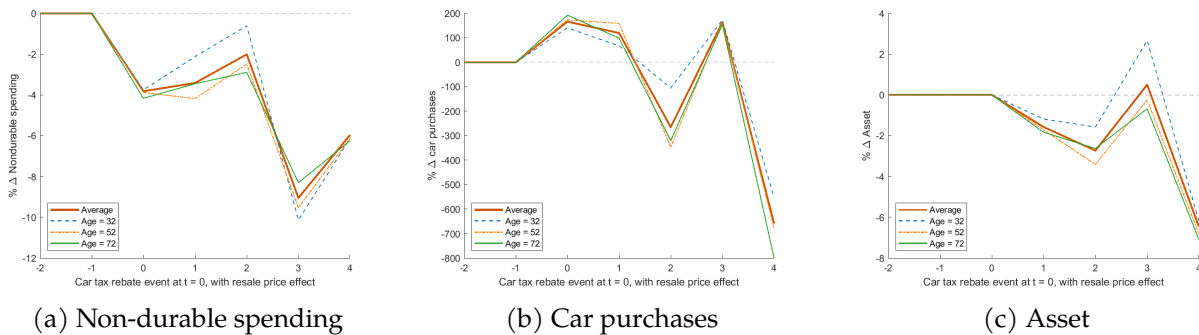 % Δ Nondurable spending
0
-2
-4
-6
-8
-10
-12
-2
-1
0
1
2
3
4
Average
Age = 32
Age = 52
Age = 72
Car tax rebate event at t = 0, with resale price effect
(a) Non-durable spending
% Δ car purchases
200
100
0
-100
-200
-300
-400
-500
-600
-700
-800
-2
-1
0
1
2
3
4
Average
Age = 32
Age = 52
Age = 72
Car tax rebate event at t = 0, with resale price effect
(b) Car purchases
% Δ Asset
4
2
0
-2
-4
-6
-8
-2
-1
0
1
2
3
4
Average
Age = 32
Age = 52
Age = 72
Car tax rebate event at t = 0, with resale price effect
(c) Asset